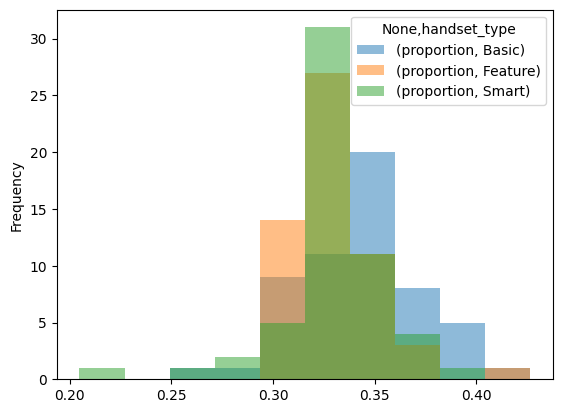 None,handset_type
(proportion, Basic)
(proportion, Feature)
(proportion, Smart)
Frequency
30
25
20
15
10
5
0
0.20 0.25 0.30 0.35 0.40